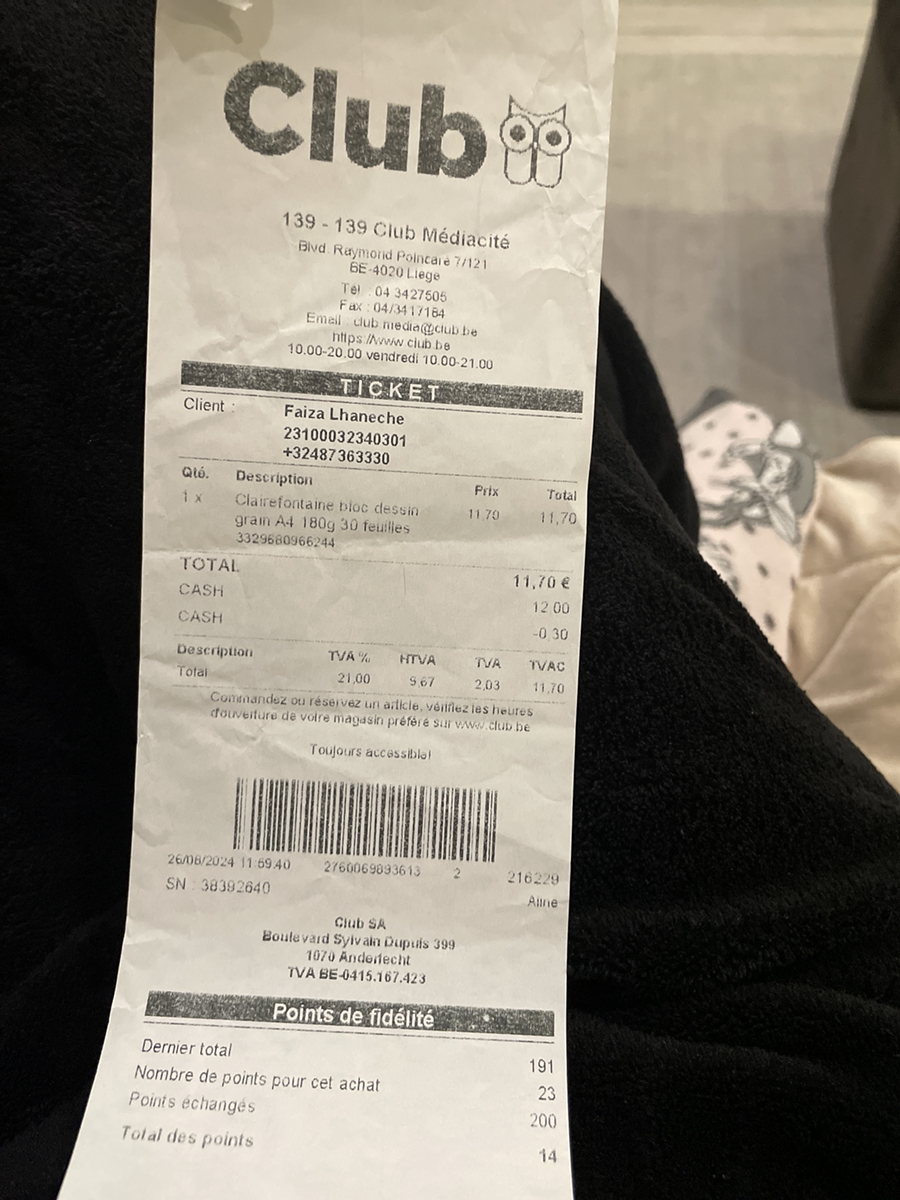 Club
139 - 139 Club Médiacité
Blvd. Raymond Poincaré 7/121
BE-4020 Liege
Tel : 04 3427505
Fax : 04/3417184
Email : club.media@club.be
https://www.club.be
10.00-20.00 vendredi 10.00-21.00
TICKET
Client : Faiza Lhaneche
23100032340301
+32487363330
Qté. Description Prix Total
1 x Clairefontaine bloc dessin 11,70 11,70
grain A4 180g 30 feuilles
3329680966244
TOTAL 11,70 €
CASH 12.00
CASH -0,30
Description TVA % HTVA TVA TVAC
Total 21,00 9,67 2,03 11,70
Commandez ou réservez un article, vérifiez les heures
d'ouverture de votre magasin préféré sur www.club.be
Toujours accessible!
26/08/2024 11:59:40 2760069893613 2 216229
SN : 38392640 Aline
Club SA
Boulevard Sylvain Dupuis 399
1070 Anderlecht
TVA BE-0415.167.423
Points de fidélité
Dernier total 191
Nombre de points pour cet achat 23
Points échangés 200
Total des points 14